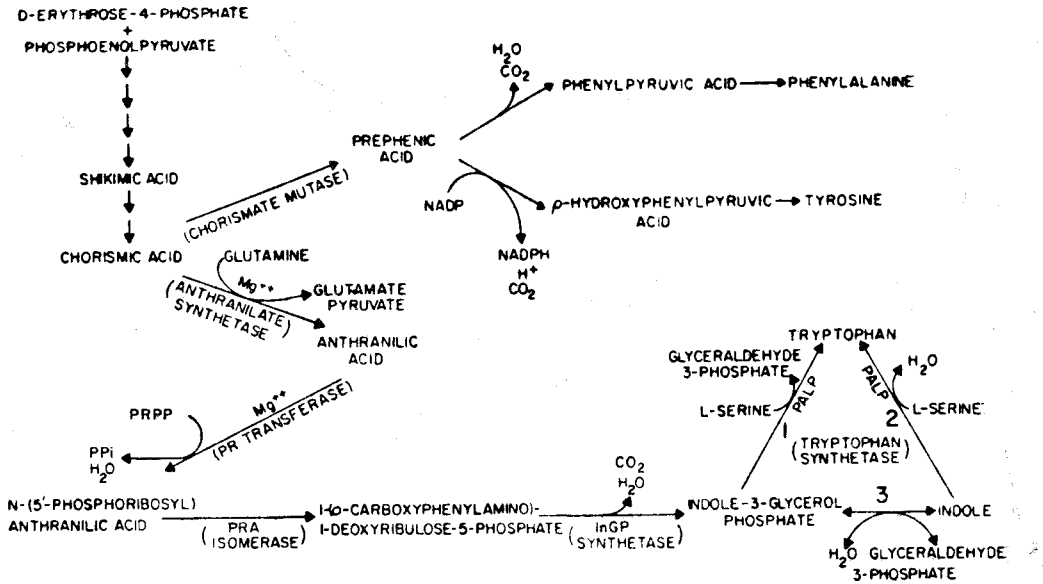 D-ERYTHROSE-4-PHOSPHATE
+
PHOSPHOENOLPYRUVATE
SHIKIMIC ACID
CHORISMIC ACID
(CHORISMATE MUTASE)
PREPHENIC
ACID
H2O
CO2
PHENYLPYRUVIC ACID
PHENYLALANINE
NADP
NADPH
H+
CO2
ρ-HYDROXYPHENYLPYRUVIC
ACID
TYROSINE
GLUTAMINE
Mg++
GLUTAMATE
PYRUVATE
(ANTHRANILATE
SYNTHETASE)
ANTHRANILIC
ACID
PRPP
Mg++
(PR TRANSFERASE)
PPi
H2O
N-(5'-PHOSPHORIBOSYL)
ANTHRANILIC ACID
(PRA
ISOMERASE)
1-(o-CARBOXYPHENYLAMINO)-
1-DEOXYRIBULOSE-5-PHOSPHATE
CO2
H2O
(InGP
SYNTHETASE)
INDOLE-3-GLYCEROL
PHOSPHATE
TRYPTOPHAN
GLYCERALDEHYDE
3-PHOSPHATE
L-SERINE
PALP
1
PALP
2
H2O
L-SERINE
(TRYPTOPHAN
SYNTHETASE)
3
INDOLE
H2O GLYCERALDEHYDE
3-PHOSPHATE